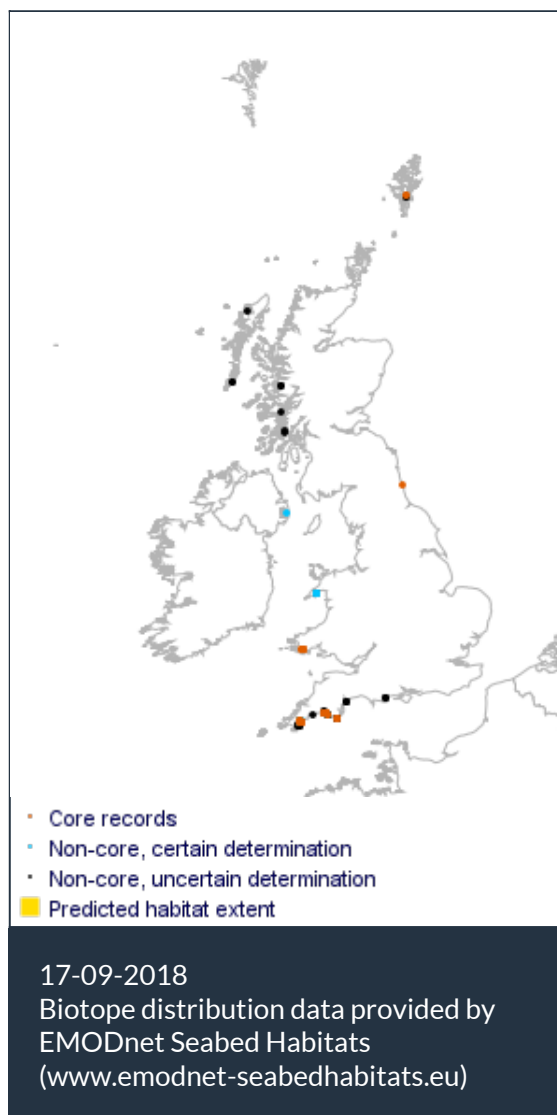 Core records
Non-core, certain determination
Non-core, uncertain determination
Predicted habitat extent
17-09-2018
Biotope distribution data provided by
EMODnet Seabed Habitats
(www.emodnet-seabedhabitats.eu)